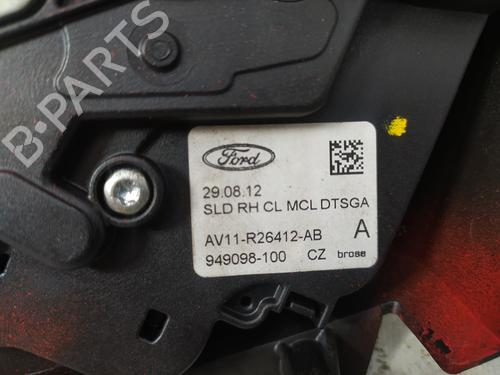 B-PARTS
Ford
29.08.12
SLD RH CL MCL DTSGA
AV11-R26412-AB A
949098-100 CZ brose